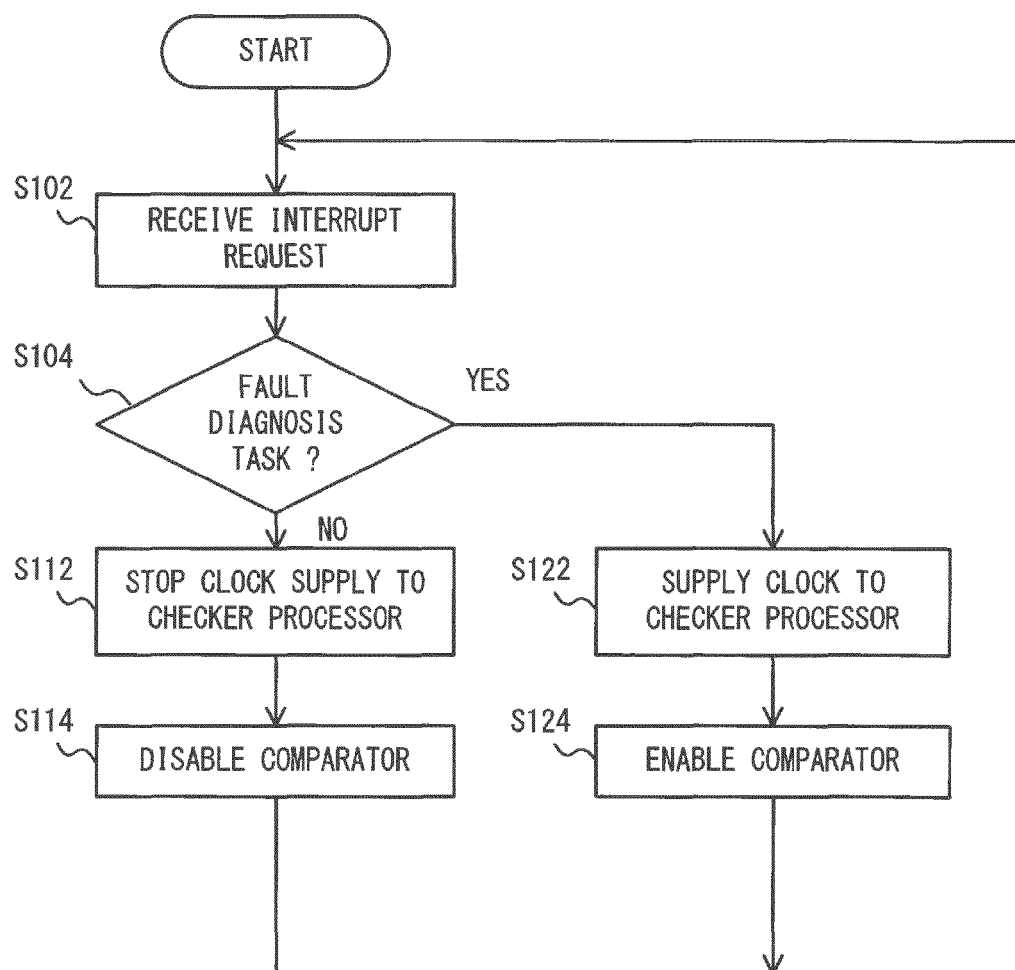 START
S102
RECEIVE INTERRUPT
REQUEST
S104
FAULT
DIAGNOSIS
TASK ?
YES
NO
S112
STOP CLOCK SUPPLY TO
CHECKER PROCESSOR
S122
SUPPLY CLOCK TO
CHECKER PROCESSOR
S114
DISABLE COMPARATOR
S124
ENABLE COMPARATOR